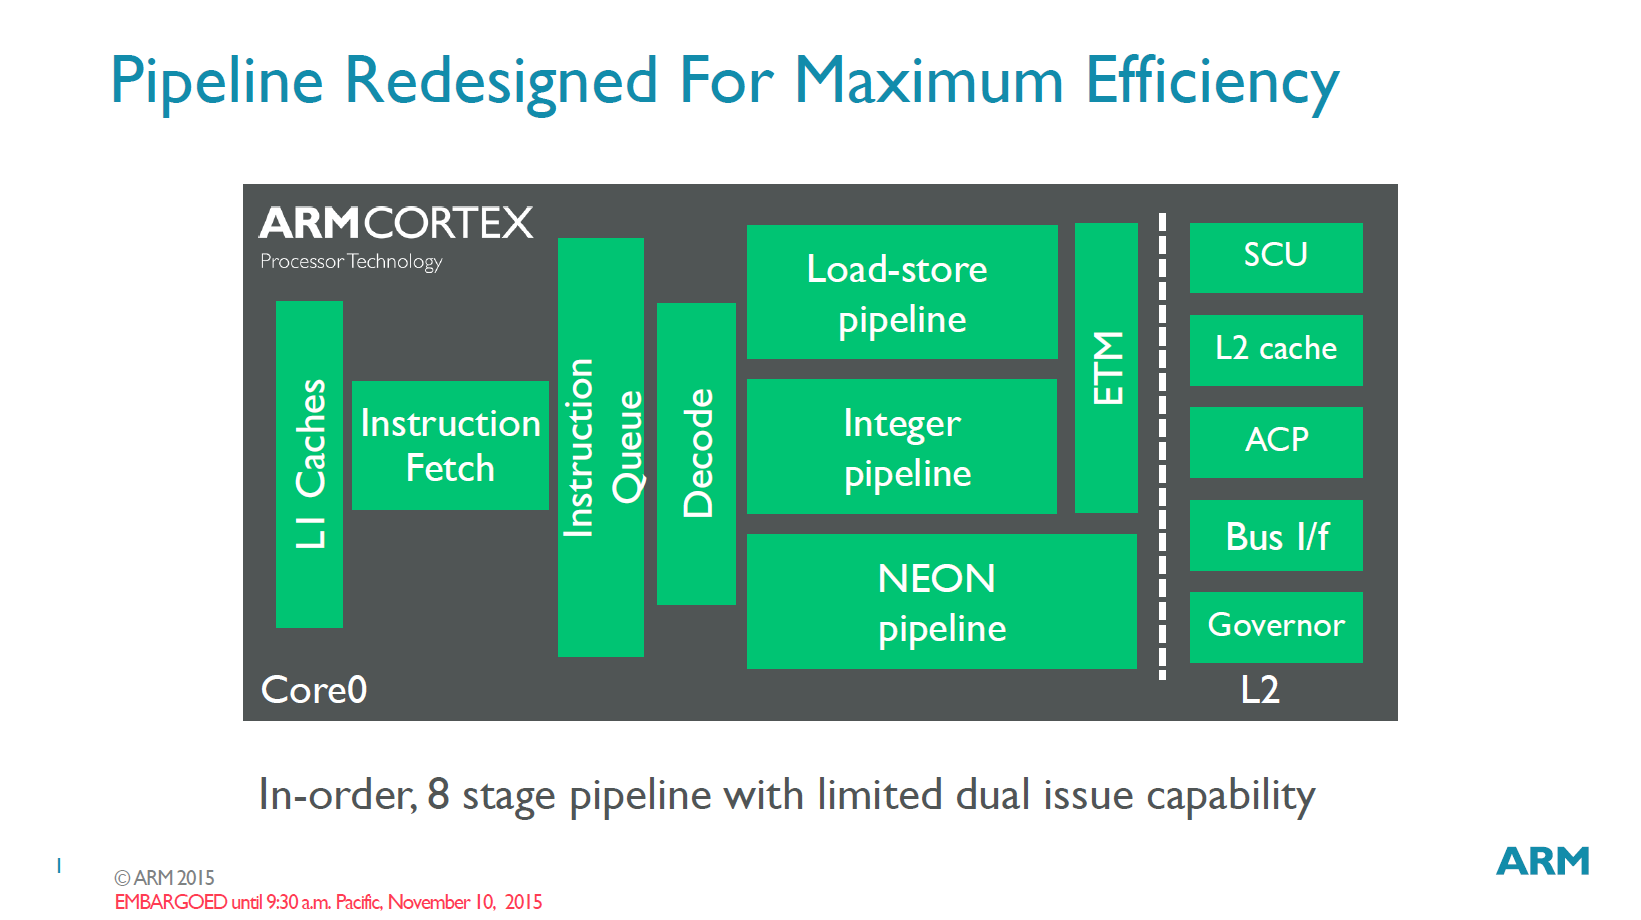 Pipeline Redesigned For Maximum Efficiency
ARM CORTEX
Processor Technology
L1 Caches
Instruction
Fetch
Instruction
Queue
Decode
Load-store
pipeline
Integer
pipeline
NEON
pipeline
ETM
SCU
L2 cache
ACP
Bus I/f
Governor
Core0
L2
In-order, 8 stage pipeline with limited dual issue capability
1
© ARM 2015
EMBARGOED until 9:30 a.m. Pacific, November 10, 2015
ARM